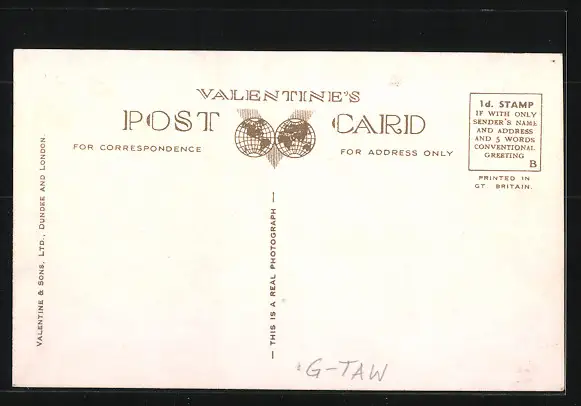 VALENTINE'S
POST CARD
FOR CORRESPONDENCE
FOR ADDRESS ONLY
1d. STAMP
IF WITH ONLY
SENDER'S NAME
AND ADDRESS
AND 5 WORDS
CONVENTIONAL
GREETING
B
PRINTED IN
GT. BRITAIN.
VALENTINE & SONS, LTD., DUNDEE AND LONDON.
— THIS IS A REAL PHOTOGRAPH —
G-TAW